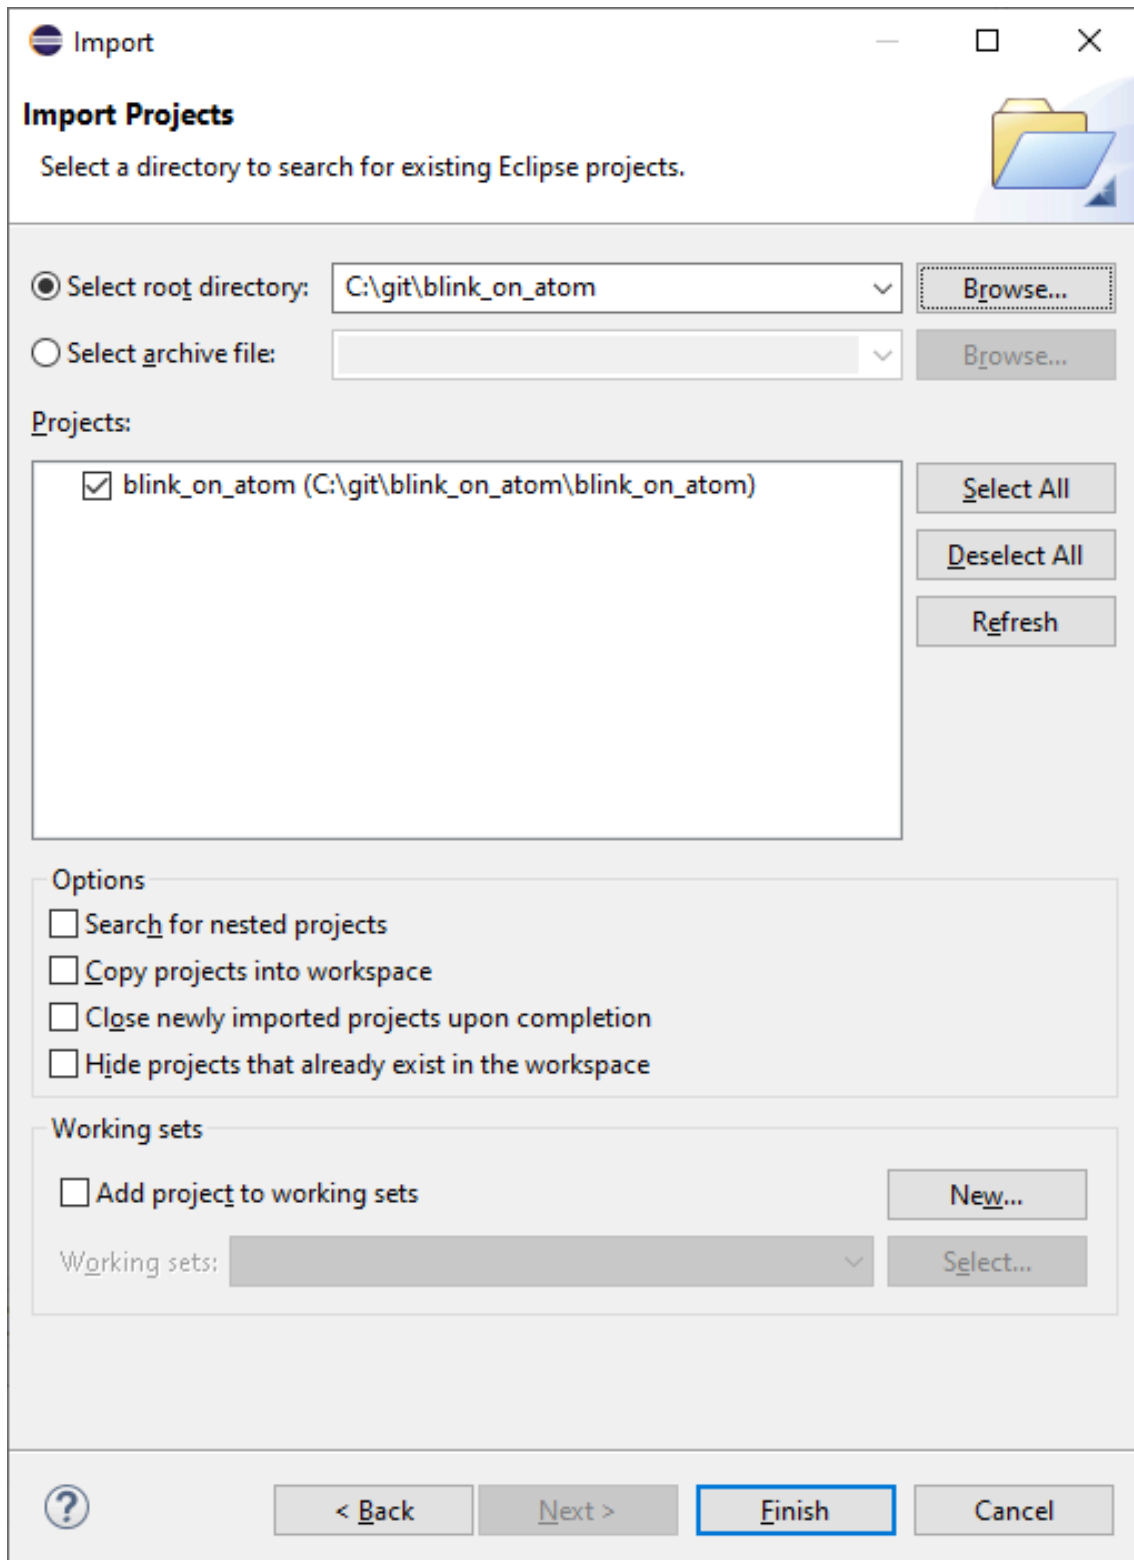 Import
Import Projects
Select a directory to search for existing Eclipse projects.
Select root directory: C:\git\blink_on_atom Browse...
Select archive file: Browse...
Projects:
blink_on_atom (C:\git\blink_on_atom\blink_on_atom)
Select All
Deselect All
Refresh
Options
Search for nested projects
Copy projects into workspace
Close newly imported projects upon completion
Hide projects that already exist in the workspace
Working sets
Add project to working sets New...
Working sets: Select...
? < Back Next > Finish Cancel